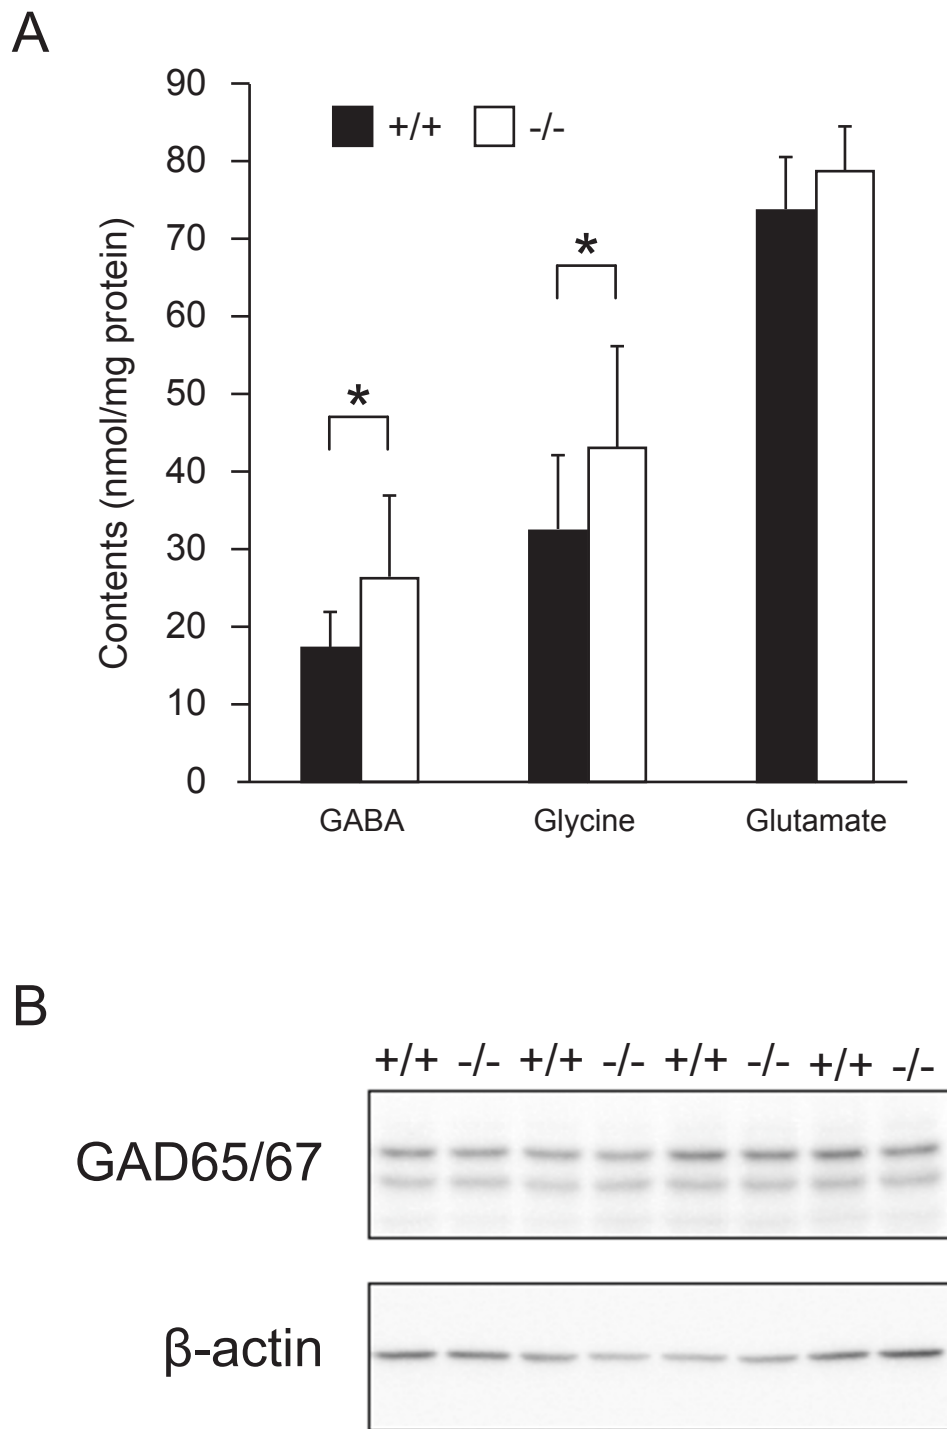 A
90
80
70
60
50
40
30
20
10
0
Contents (nmol/mg protein)
+/+ -/-
*
*
GABA Glycine Glutamate
B
+/+ -/- +/+ -/- +/+ -/- +/+ -/-
GAD65/67
β-actin